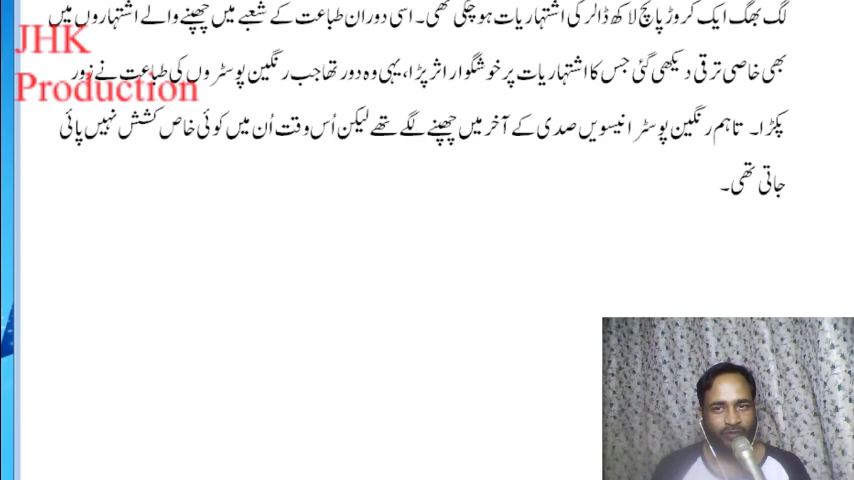 لگ بھگ ایک کروڑ پانچ لاکھ ڈالر کی اشتہاریات ہوچکی تھی۔ اسی دوران طباعت کے شعبے میں چھپنے والے اشتہاروں میں
JHK
بھی خاصی ترقی دیکھی گئی جس کا اشتہاریات پر خوشگوار اثر پڑا، یہی وہ دور تھا جب رنگین پوسٹروں کی طباعت نے زور
Production
پکڑا۔ تاہم رنگین پوسٹر انیسویں صدی کے آخر میں چھپنے لگے تھے لیکن اُس وقت اُن میں کوئی خاص کشش نہیں پائی
جاتی تھی۔